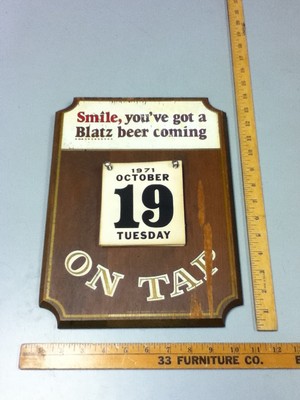 Smile, you've got a
Blatz beer coming
1971
OCTOBER
19
TUESDAY
ON TAP
33 FURNITURE CO.